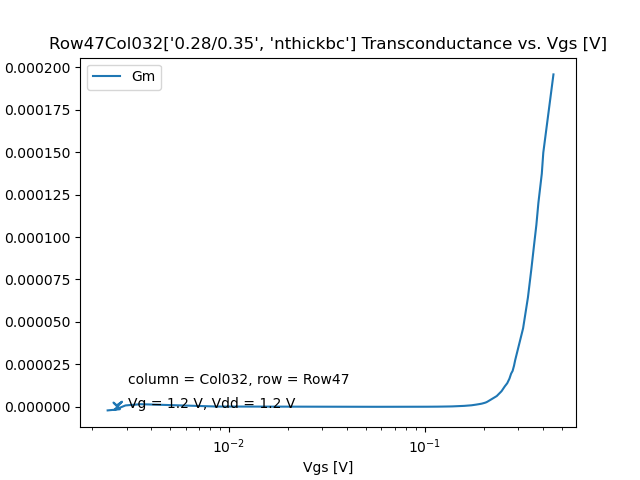 Row47Col032['0.28/0.35', 'nthickbc'] Transconductance vs. Vgs [V]
Gm
0.000200
0.000175
0.000150
0.000125
0.000100
0.000075
0.000050
0.000025
0.000000
column = Col032, row = Row47
Vg = 1.2 V, Vdd = 1.2 V
10⁻² 10⁻¹
Vgs [V]